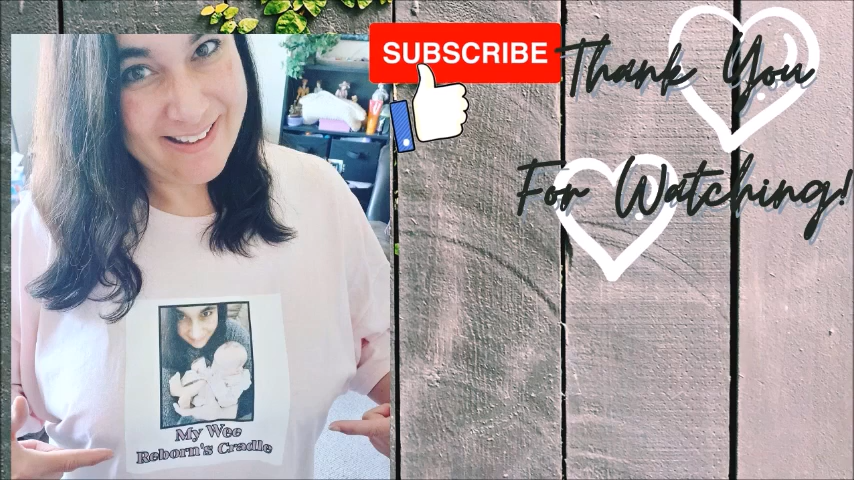 SUBSCRIBE
Thank You
For Watching!
My Wee
Reborn's Cradle